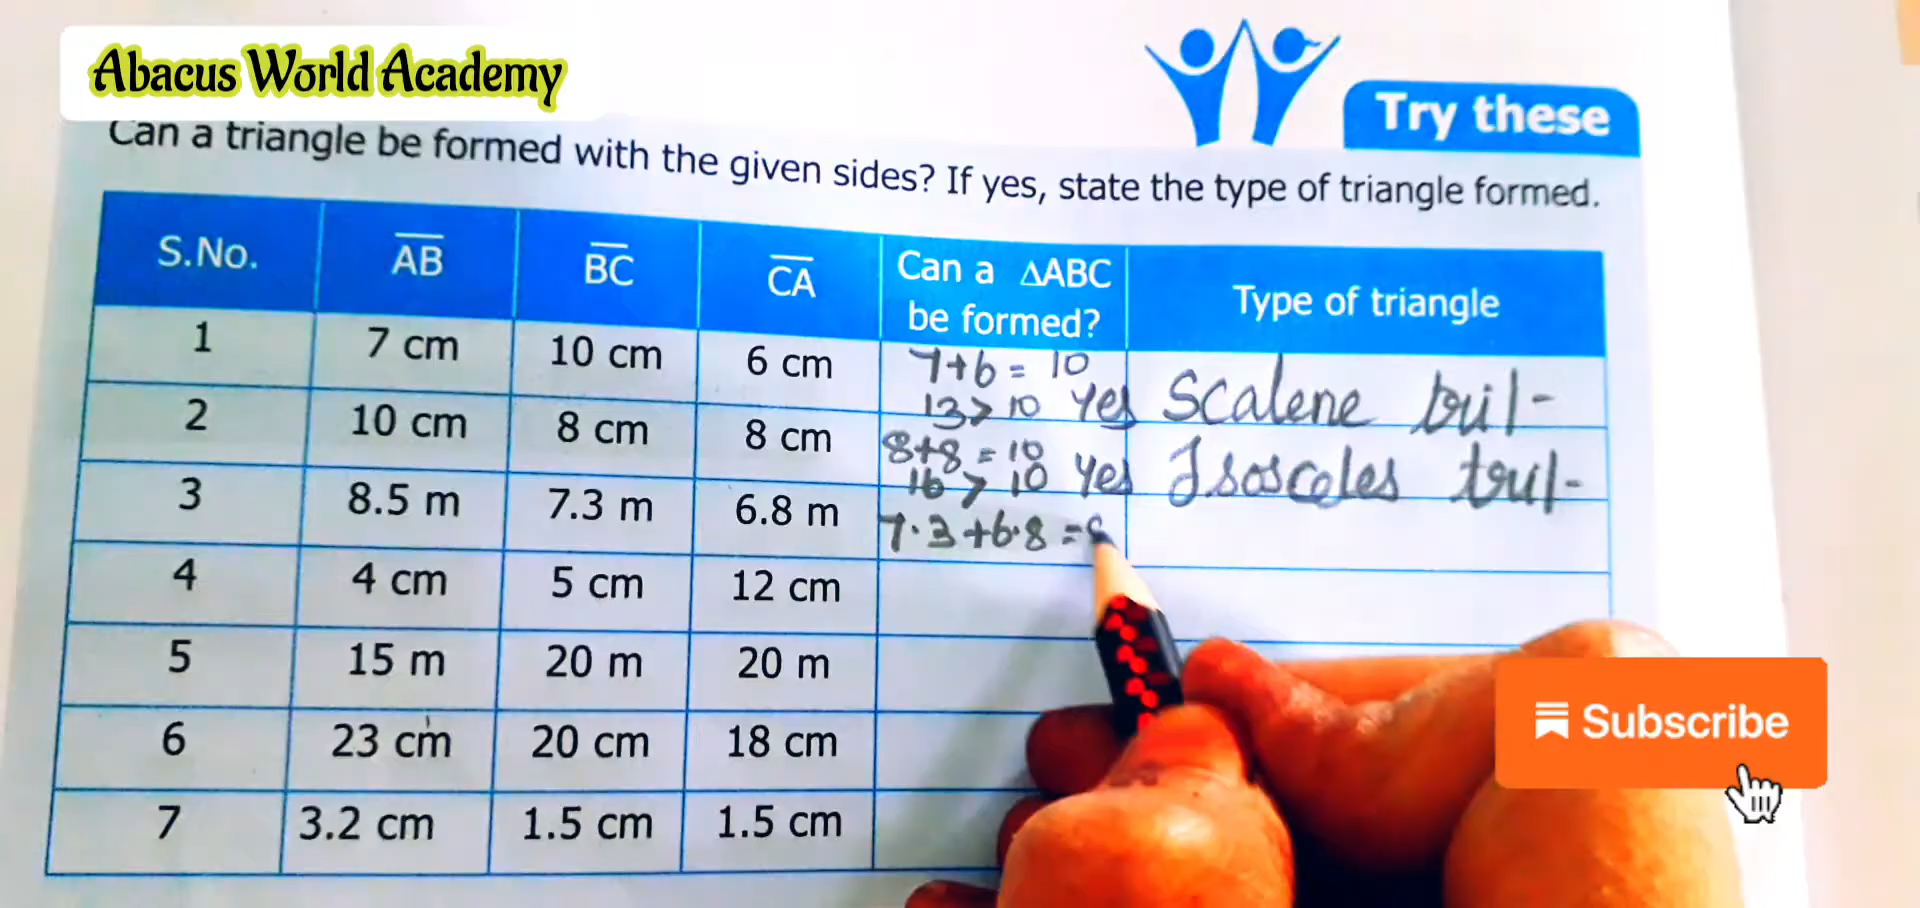 Abacus World Academy
Try these
Can a triangle be formed with the given sides? If yes, state the type of triangle formed.
S.No. AB BC CA Can a ΔABC be formed? Type of triangle
1 7 cm 10 cm 6 cm 7+6 = 10
13 > 10 yes Scalene
2 10 cm 8 cm 8 cm 8+8 = 10
16 > 10 yes Isosceles
3 8.5 m 7.3 m 6.8 m 7.3+6.8 =
4 4 cm 5 cm 12 cm
5 15 m 20 m 20 m
6 23 cm 20 cm 18 cm
7 3.2 cm 1.5 cm 1.5 cm
Subscribe